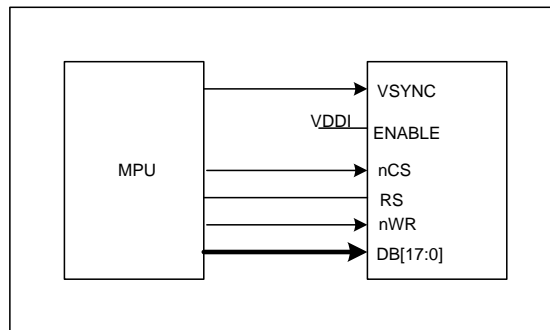 VSYNC
VDDI
ENABLE
MPU
nCS
RS
nWR
DB[17:0]